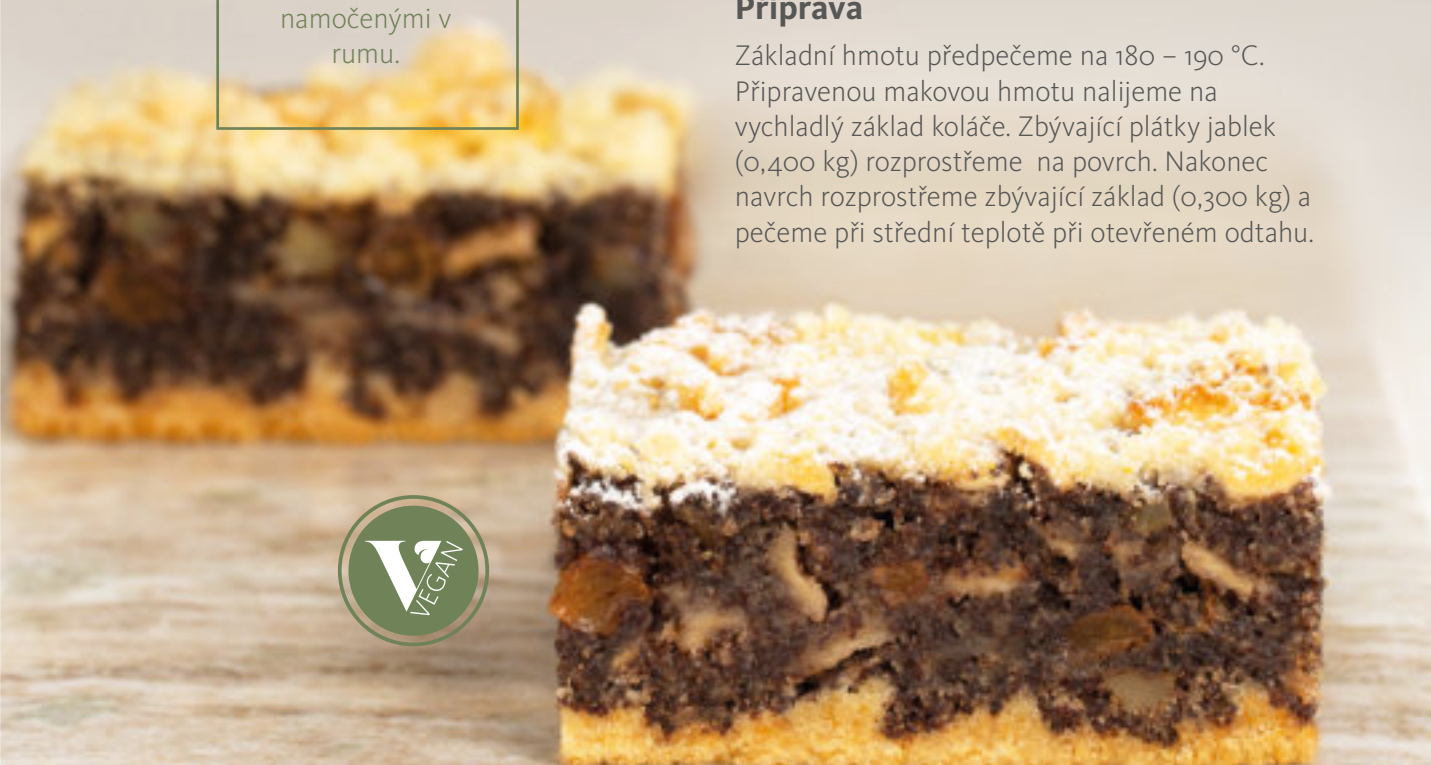 namočenými v
rumu.
Příprava
Základní hmotu předpečeme na 180 – 190 °C.
Připravenou makovou hmotu nalijeme na
vychladlý základ koláče. Zbývající plátky jablek
(0,400 kg) rozprostřeme  na povrch. Nakonec
navrch rozprostřeme zbývající základ (0,300 kg) a
pečeme při střední teplotě při otevřeném odtahu.
V
VEGAN